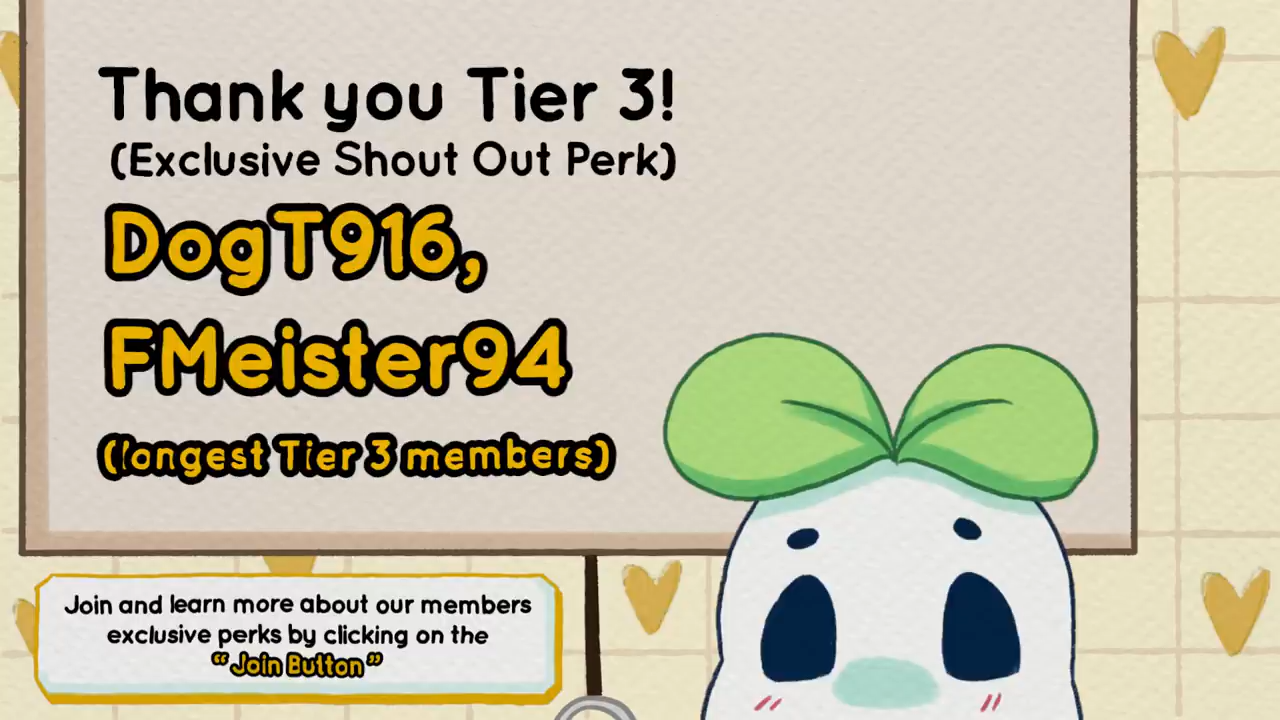 Thank you Tier 3!
(Exclusive Shout Out Perk)
DogT916,
FMeister94
(longest Tier 3 members)
Join and learn more about our members
exclusive perks by clicking on the
“Join Button”